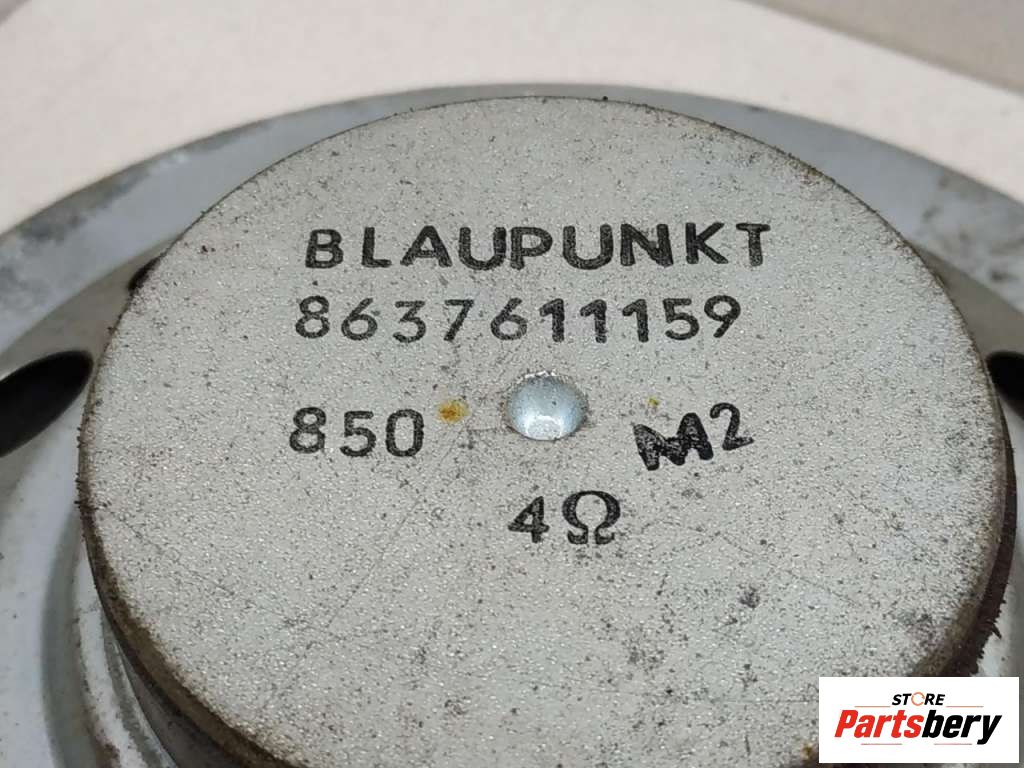 BLAUPUNKT
8637611159
850 M2
4Ω
STORE
Partsbery